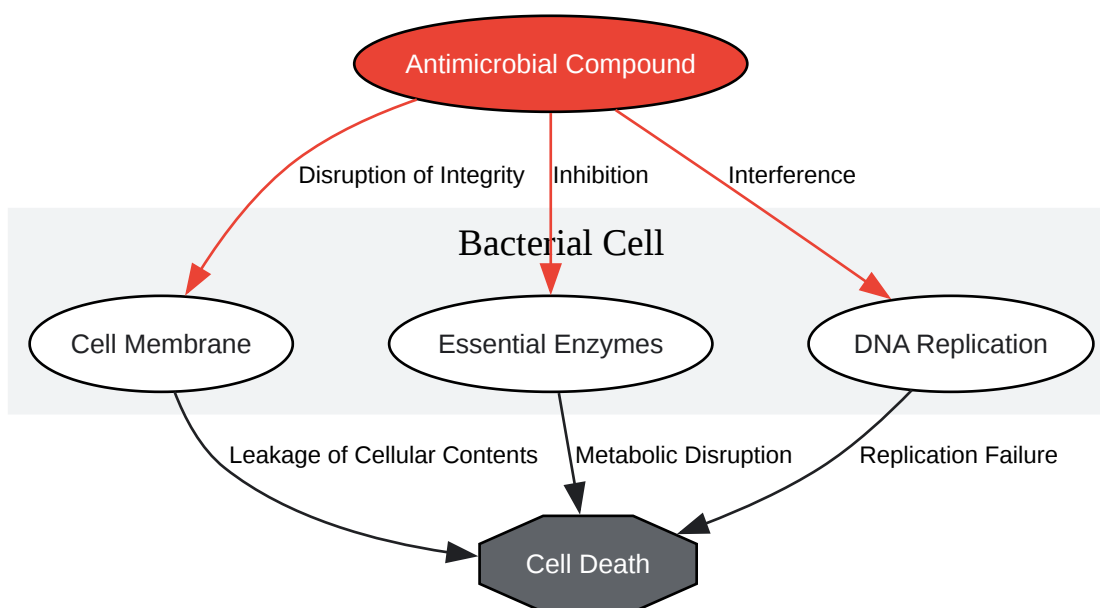 Antimicrobial Compound
Disruption of Integrity
Inhibition
Interference
Bacterial Cell
Cell Membrane
Essential Enzymes
DNA Replication
Leakage of Cellular Contents
Metabolic Disruption
Replication Failure
Cell Death